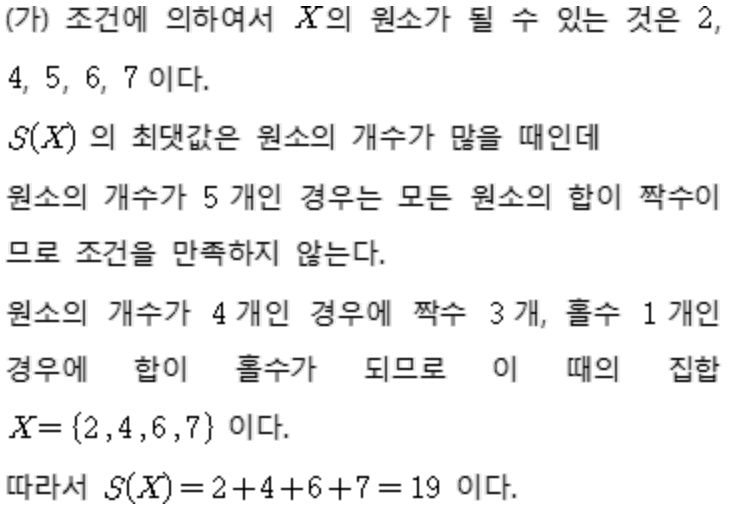 (가) 조건에 의하여서 X의 원소가 될 수 있는 것은 2,
4, 5, 6, 7 이다.
S(X) 의 최댓값은 원소의 개수가 많을 때인데
원소의 개수가 5 개인 경우는 모든 원소의 합이 짝수이
므로 조건을 만족하지 않는다.
원소의 개수가 4 개인 경우에 짝수 3 개, 홀수 1 개인
경우에 합이 홀수가 되므로 이 때의 집합
X= {2,4,6,7} 이다.
따라서 S(X)=2+4+6+7=19 이다.